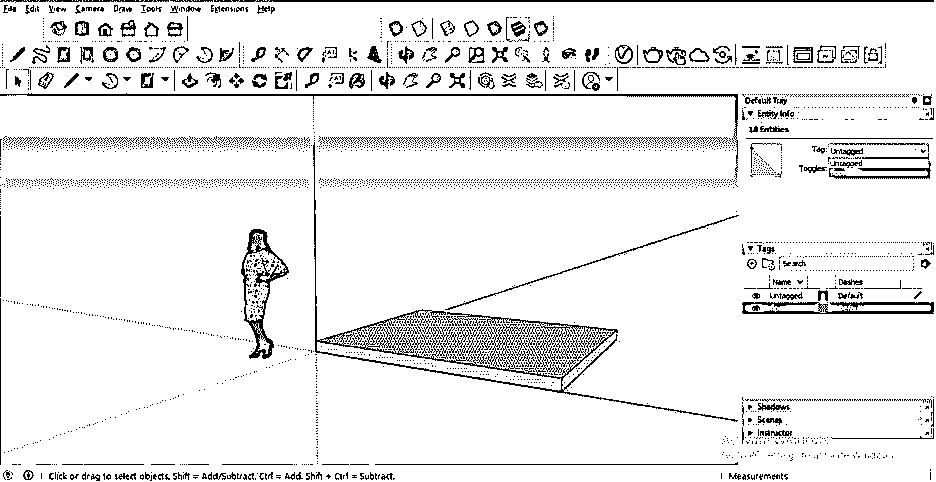 File Edit View Camera Draw Tools Window Extensions Help
Default Tray
Entity Info
18 Entities
Tag: Untagged
Untagged
Toggles:
Tags
Search
Name Dashes
Untagged Default
Shadows
Scenes
Instructor
Click or drag to select objects. Shift = Add/Subtract. Ctrl = Add. Shift + Ctrl = Subtract.
Measurements